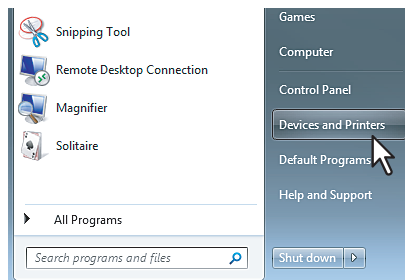 Snipping Tool
Remote Desktop Connection
Magnifier
Solitaire
All Programs
Search programs and files
Games
Computer
Control Panel
Devices and Printers
Default Programs
Help and Support
Shut down